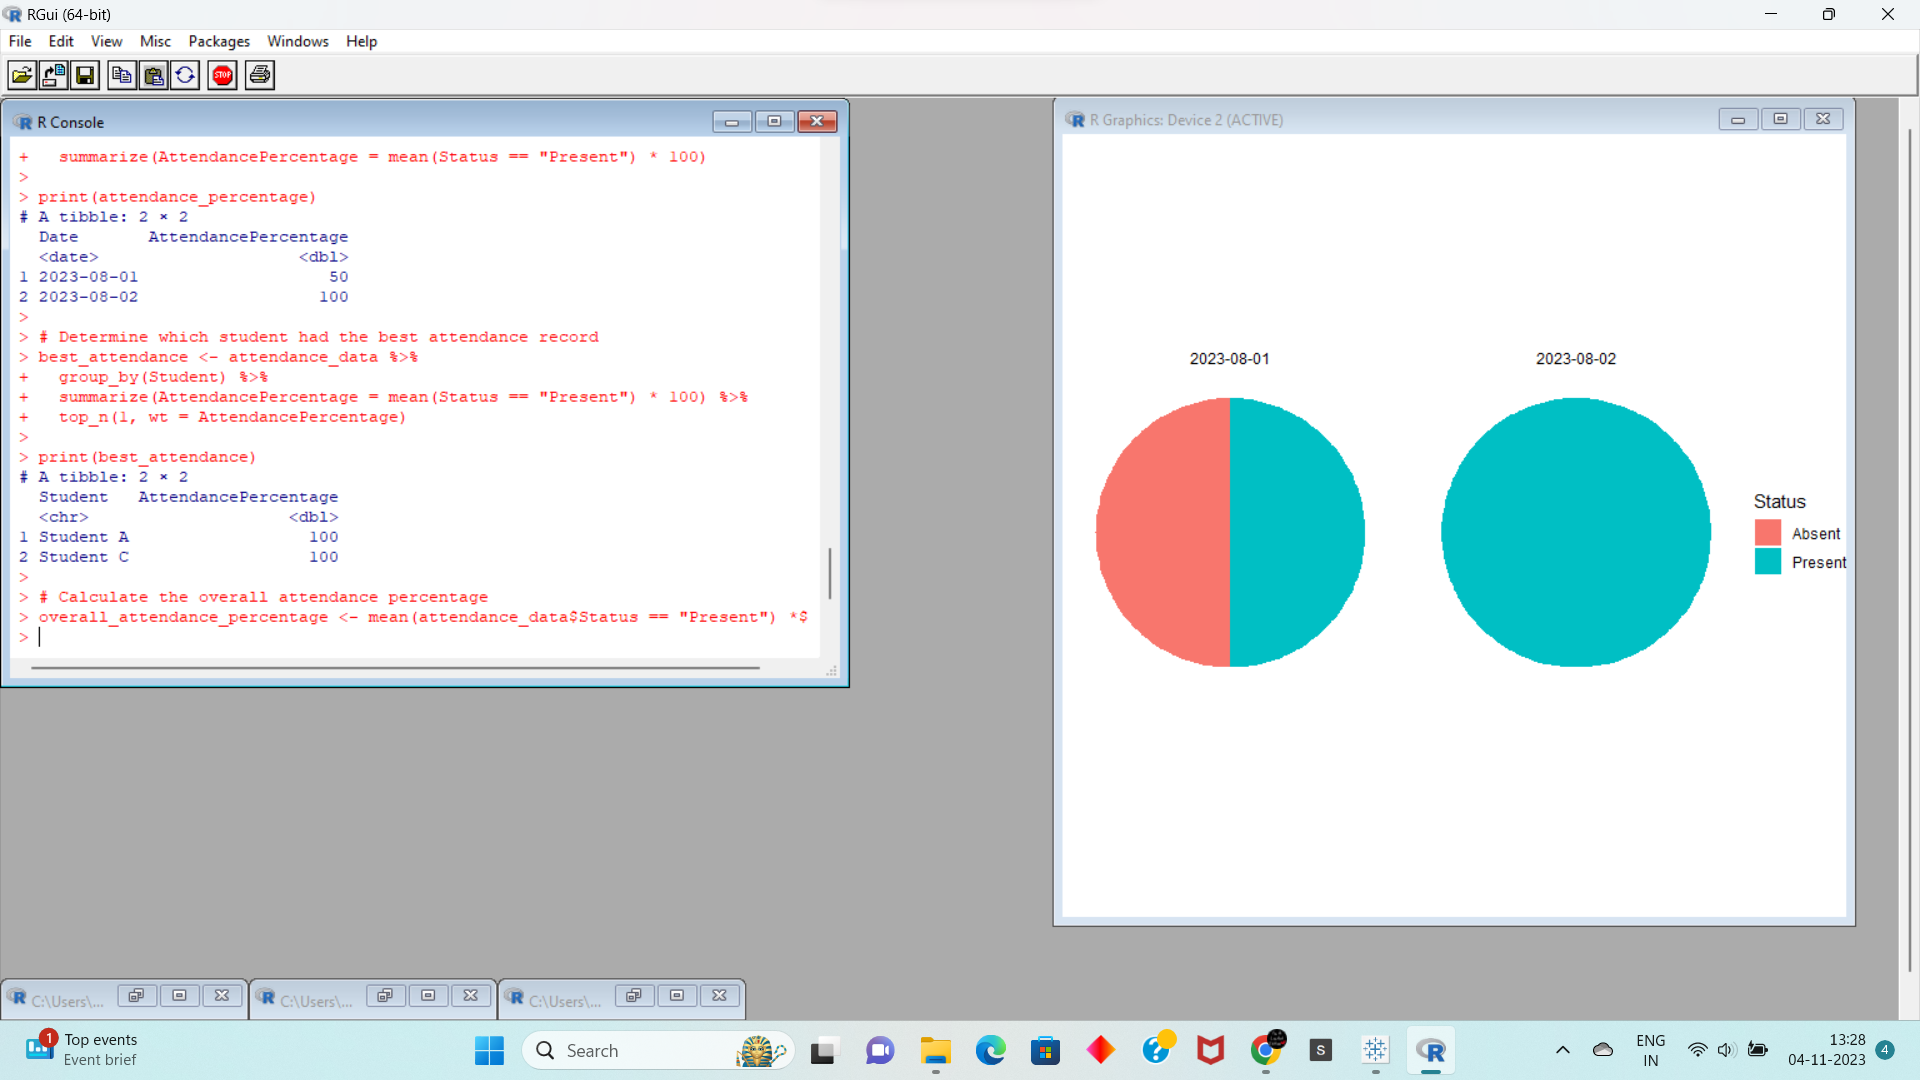 RGui (64-bit)
File Edit View Misc Packages Windows Help
STOP
R Console
+   summarize(AttendancePercentage = mean(Status == "Present") * 100)
>
> print(attendance_percentage)
# A tibble: 2 × 2
  Date       AttendancePercentage
  <date>                    <dbl>
1 2023-08-01                   50
2 2023-08-02                  100
>
> # Determine which student had the best attendance record
> best_attendance <- attendance_data %>%
+   group_by(Student) %>%
+   summarize(AttendancePercentage = mean(Status == "Present") * 100) %>%
+   top_n(1, wt = AttendancePercentage)
>
> print(best_attendance)
# A tibble: 2 × 2
  Student   AttendancePercentage
  <chr>                    <dbl>
1 Student A                  100
2 Student C                  100
>
> # Calculate the overall attendance percentage
> overall_attendance_percentage <- mean(attendance_data$Status == "Present") *$
>
R Graphics: Device 2 (ACTIVE)
2023-08-01
2023-08-02
Status
Absent
Present
C:\Users\...
C:\Users\...
C:\Users\...
1
Top events
Event brief
Search
S
ENG
IN
13:28
04-11-2023
4